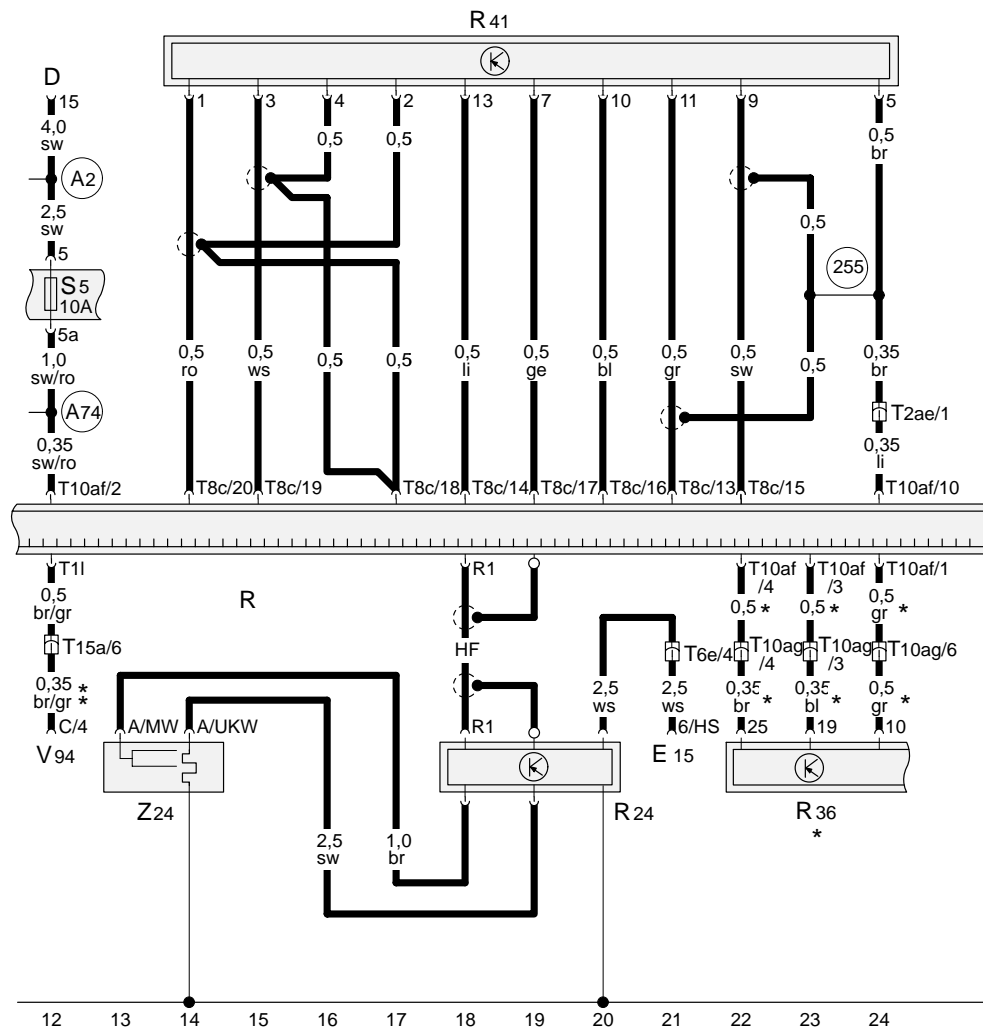 R 41
D
15
1
3
4
2
13
7
10
11
9
5
4,0
sw
0,5
0,5
0,5
br
A2
2,5
sw
0,5
5
255
S 5
10A
5a
1,0
sw/ro
0,5
ro
0,5
ws
0,5
0,5
0,5
li
0,5
ge
0,5
bl
0,5
gr
0,5
sw
0,5
0,35
br
A74
T2ae/1
0,35
sw/ro
0,35
li
T10af/2
T8c/20
T8c/19
T8c/18
T8c/14
T8c/17
T8c/16
T8c/13
T8c/15
T10af/10
T1l
R1
T10af
/4
T10af
/3
T10af/1
0,5
br/gr
R
0,5 *
0,5 *
0,5
gr *
T15a/6
HF
T6e/4
T10ag
/4
T10ag
/3
T10ag/6
0,35 *
br/gr *
2,5
ws
2,5
ws
0,35
br *
0,35
bl *
0,5
gr *
C/4
A/MW
A/UKW
R1
6/HS
25
19
10
V 94
E 15
Z24
R 24
R 36
*
2,5
sw
1,0
br
12
13
14
15
16
17
18
19
20
21
22
23
24